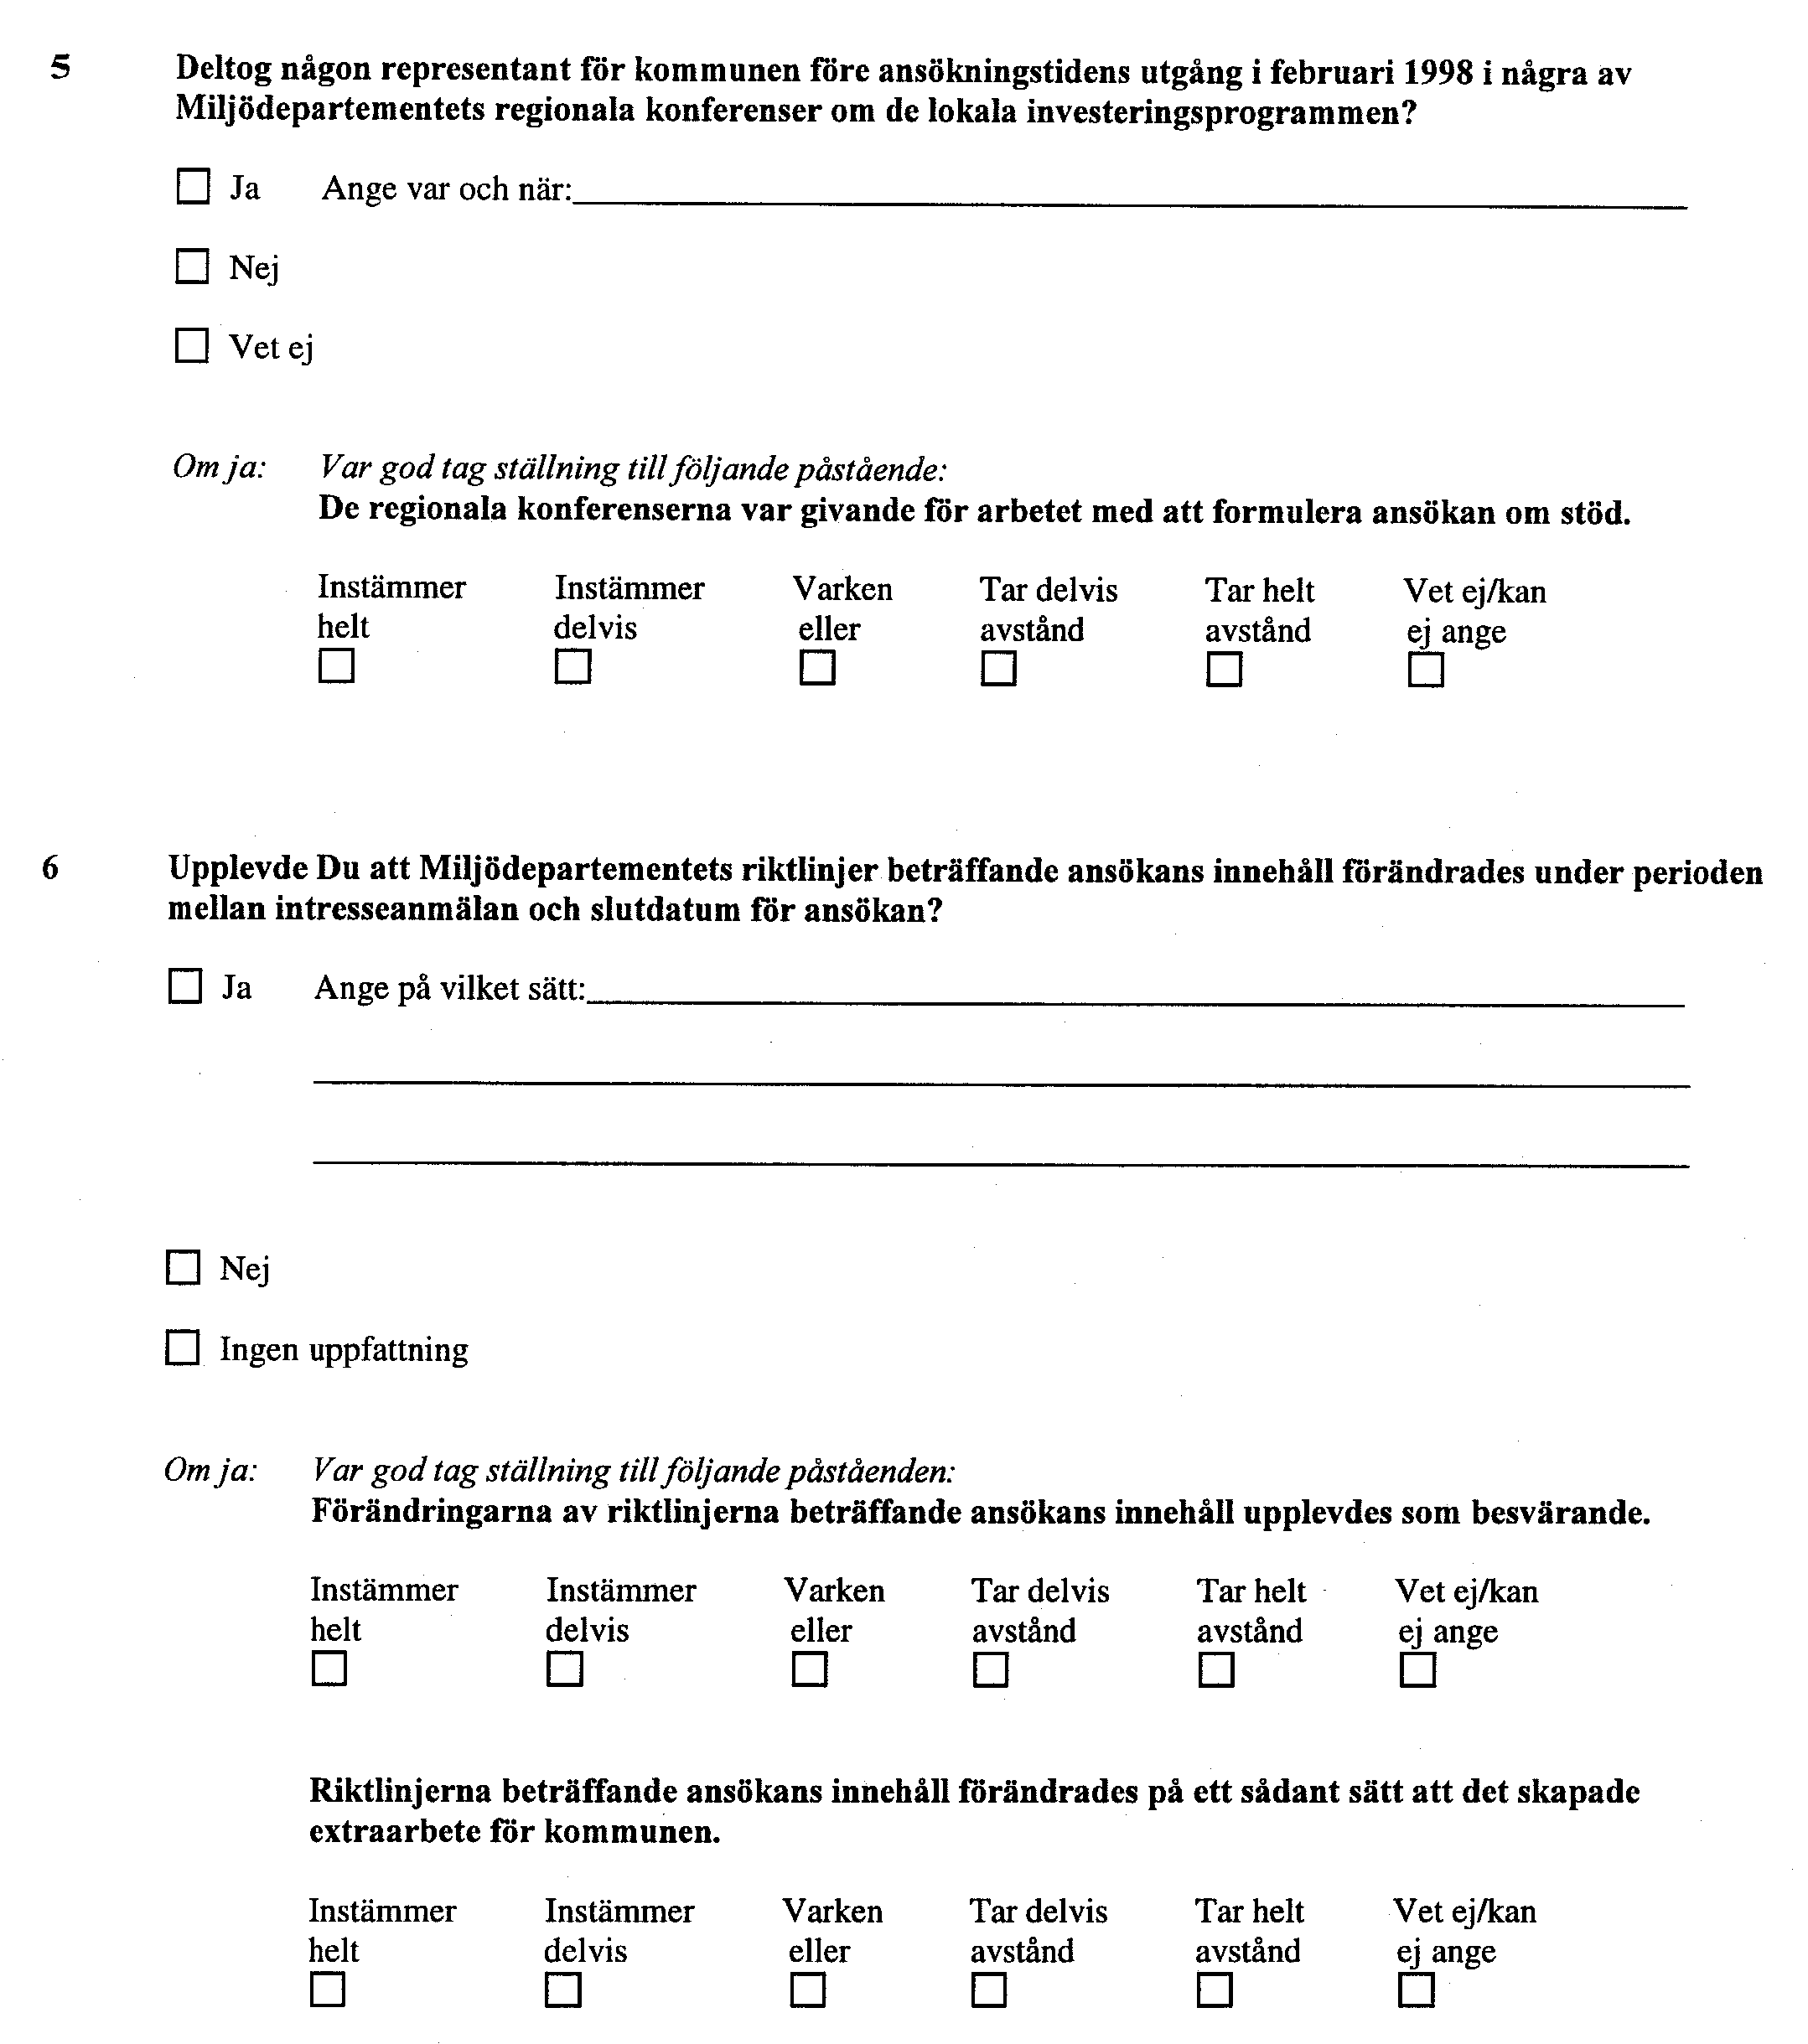 5 Deltog någon representant för kommunen före ansökningstidens utgång i februari 1998 i några av
Miljödepartementets regionala konferenser om de lokala investeringsprogrammen?
Ja Ange var och när:
Nej
Vet ej
Om ja: Var god tag ställning till följande påstående:
De regionala konferenserna var givande för arbetet med att formulera ansökan om stöd.
Instämmer Instämmer Varken Tar delvis Tar helt Vet ej/kan
helt delvis eller avstånd avstånd ej ange
6 Upplevde Du att Miljödepartementets riktlinjer beträffande ansökans innehåll förändrades under perioden
mellan intresseanmälan och slutdatum för ansökan?
Ja Ange på vilket sätt:
Nej
Ingen uppfattning
Om ja: Var god tag ställning till följande påståenden:
Förändringarna av riktlinjerna beträffande ansökans innehåll upplevdes som besvärande.
Instämmer Instämmer Varken Tar delvis Tar helt Vet ej/kan
helt delvis eller avstånd avstånd ej ange
Riktlinjerna beträffande ansökans innehåll förändrades på ett sådant sätt att det skapade
extraarbete för kommunen.
Instämmer Instämmer Varken Tar delvis Tar helt Vet ej/kan
helt delvis eller avstånd avstånd ej ange